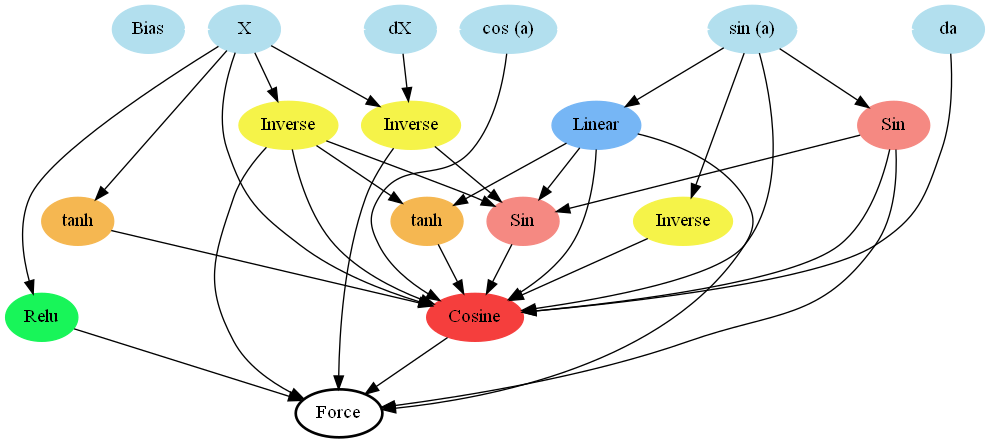 Bias
X
dX
cos (a)
sin (a)
da
Inverse
Inverse
Linear
Sin
tanh
tanh
Sin
Inverse
Relu
Cosine
Force